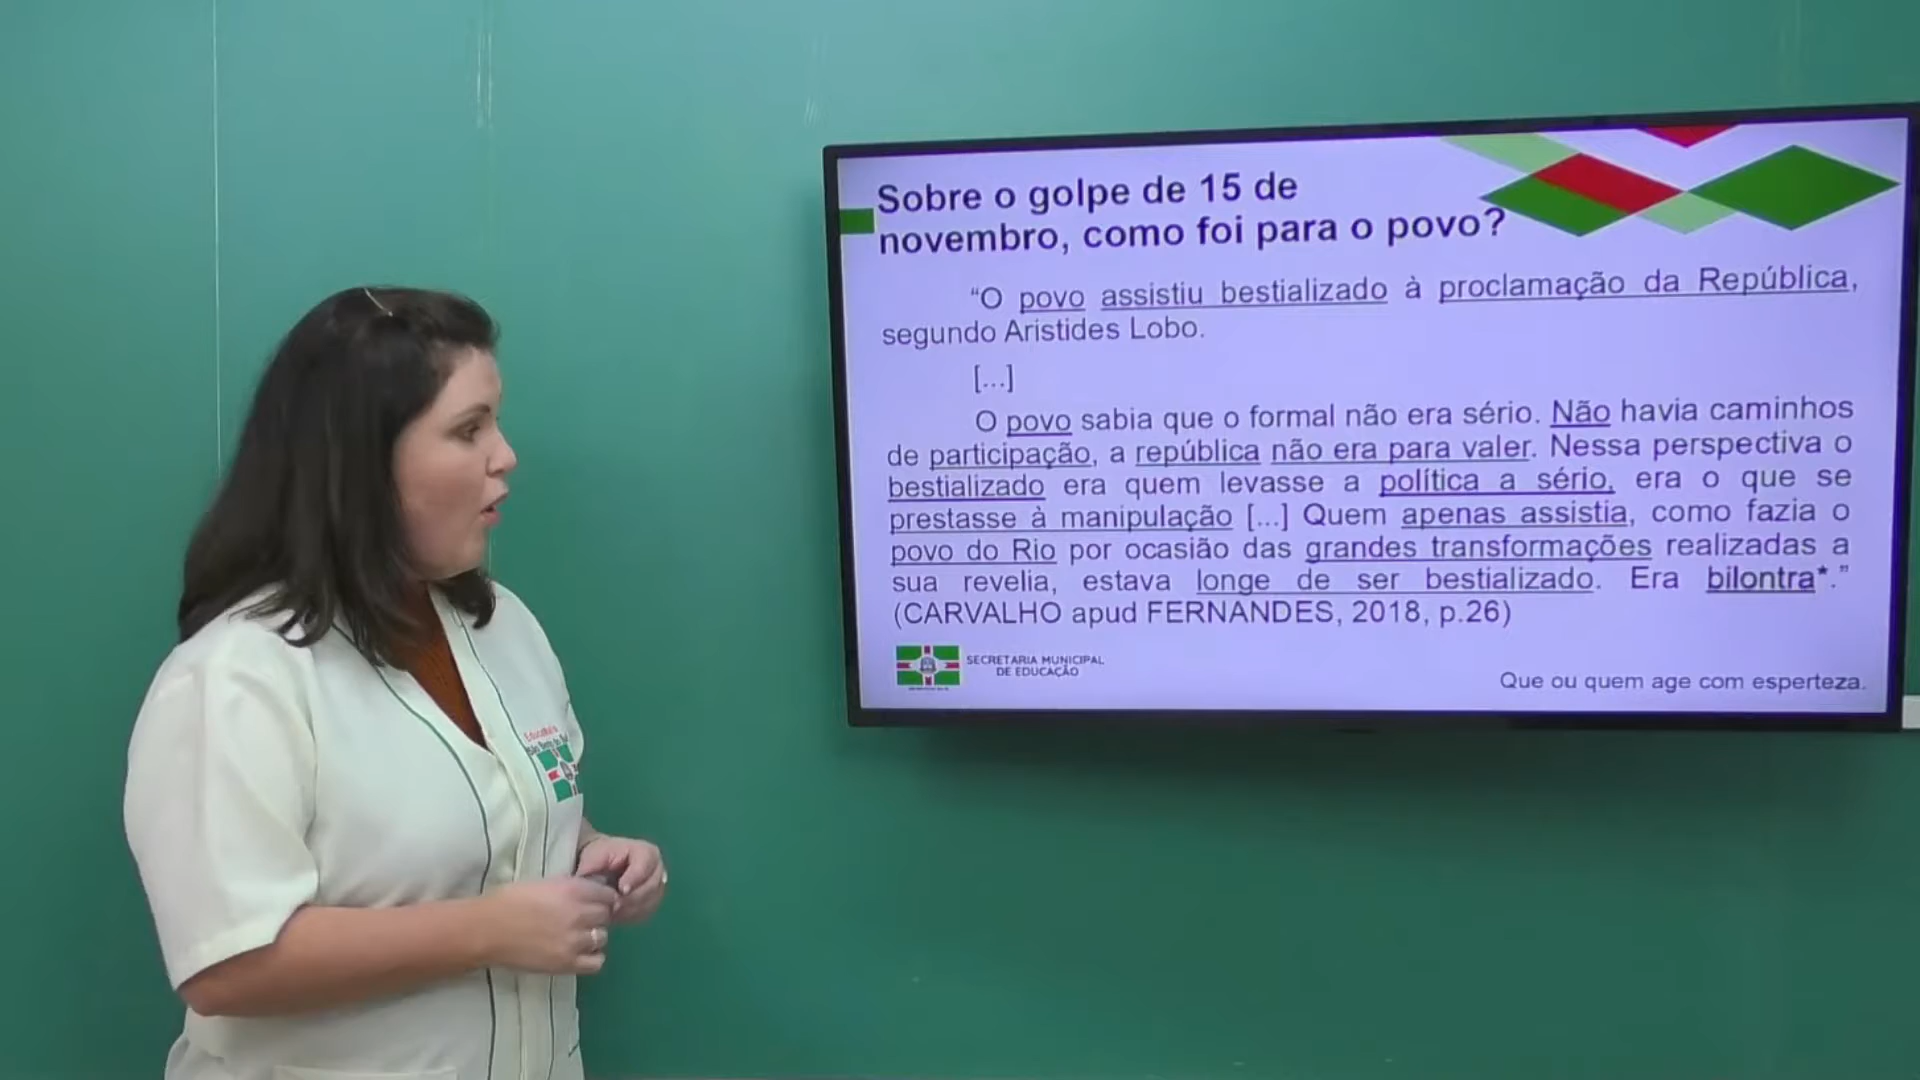 Sobre o golpe de 15 de
novembro, como foi para o povo?
“O povo assistiu bestializado à proclamação da República,
segundo Aristides Lobo.
[...]
O povo sabia que o formal não era sério. Não havia caminhos
de participação, a república não era para valer. Nessa perspectiva o
bestializado era quem levasse a política a sério, era o que se
prestasse à manipulação [...] Quem apenas assistia, como fazia o
povo do Rio por ocasião das grandes transformações realizadas a
sua revelia, estava longe de ser bestializado. Era bilontra*.”
(CARVALHO apud FERNANDES, 2018, p.26)
SECRETARIA MUNICIPAL
DE EDUCAÇÃO
Que ou quem age com esperteza.